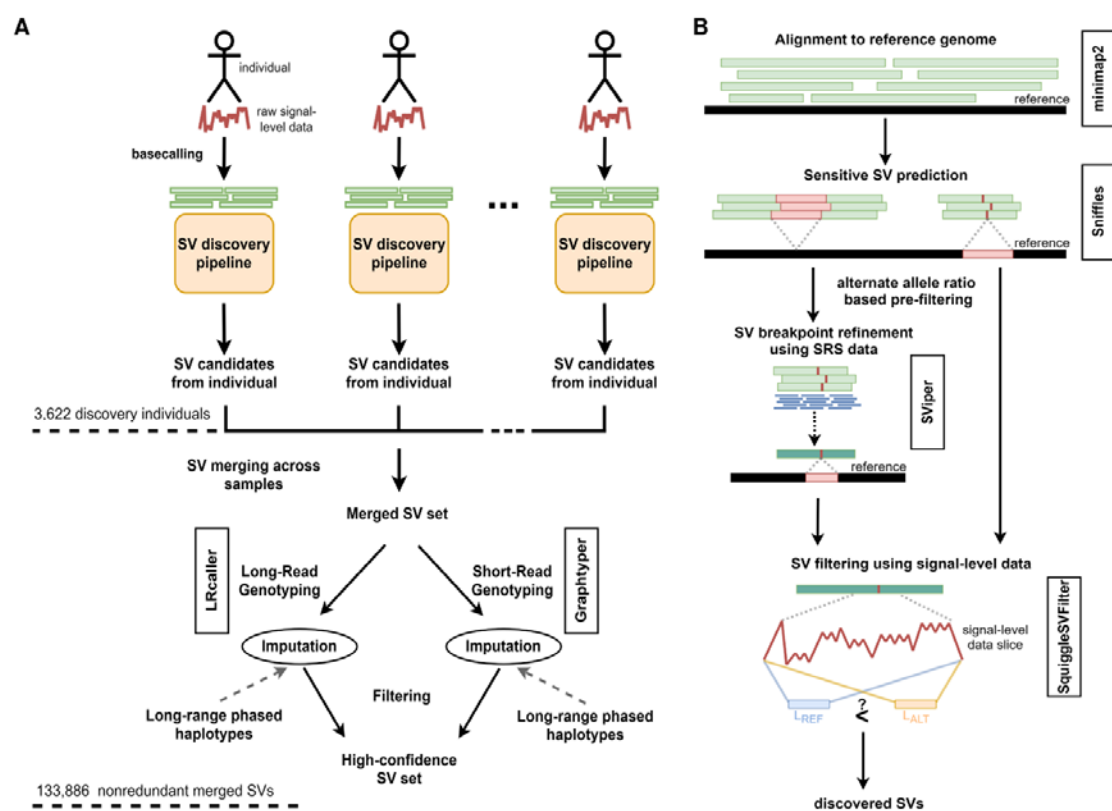 A
individual
raw signal-
level data
basecalling
...
SV discovery
pipeline
SV discovery
pipeline
SV discovery
pipeline
SV candidates
from individual
SV candidates
from individual
SV candidates
from individual
3.622 discovery individuals
SV merging across
samples
Merged SV set
LRcaller
Long-Read
Genotyping
Short-Read
Genotyping
Graphtyper
Imputation
Imputation
Filtering
Long-range phased
haplotypes
Long-range phased
haplotypes
High-confidence
SV set
133,886 nonredundant merged SVs
B
Alignment to reference genome
reference
minimap2
Sensitive SV prediction
reference
Sniffles
alternate allele ratio
based pre-filtering
SV breakpoint refinement
using SRS data
SViper
reference
SV filtering using signal-level data
signal-level
data slice
SquiggleSVFilter
LREF
?
<
LALT
discovered SVs